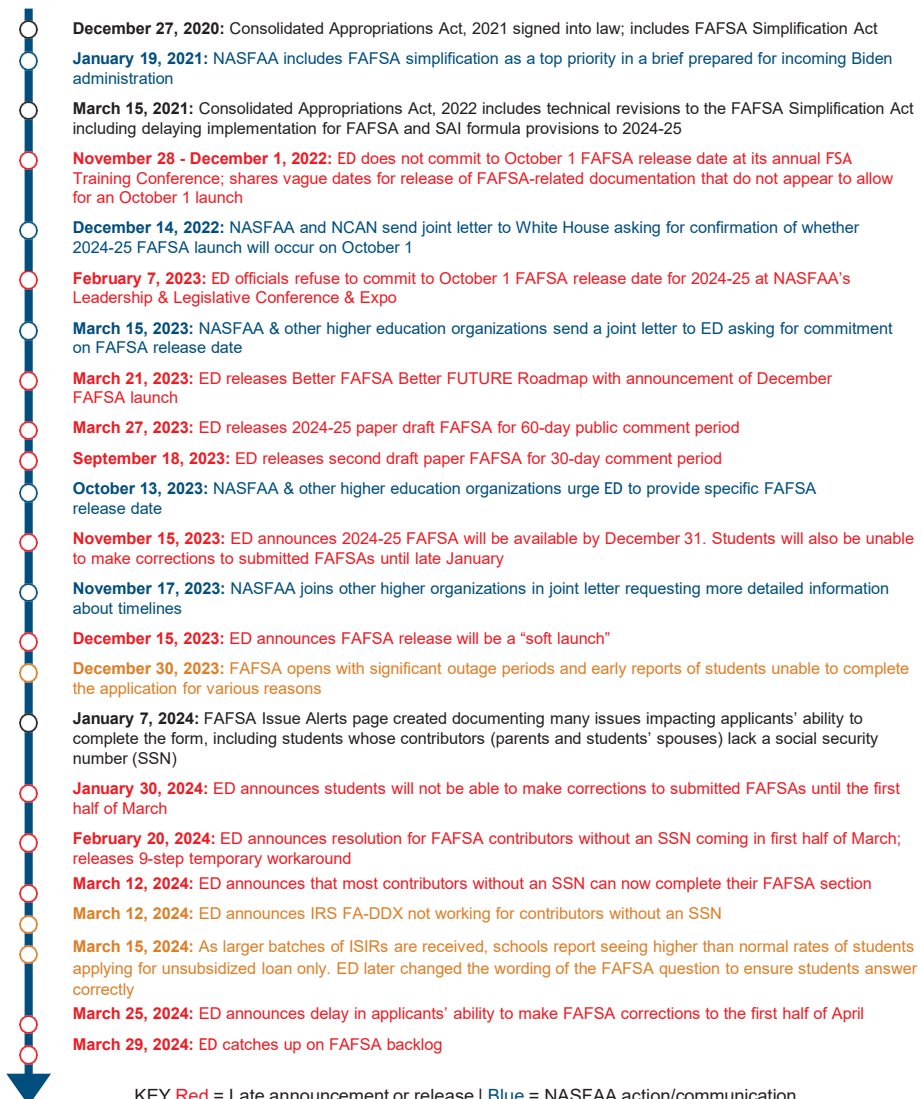 December 27, 2020: Consolidated Appropriations Act, 2021 signed into law; includes FAFSA Simplification Act
January 19, 2021: NASFAA includes FAFSA simplification as a top priority in a brief prepared for incoming Biden
administration
March 15, 2021: Consolidated Appropriations Act, 2022 includes technical revisions to the FAFSA Simplification Act
including delaying implementation for FAFSA and SAI formula provisions to 2024-25
November 28 - December 1, 2022: ED does not commit to October 1 FAFSA release date at its annual FSA
Training Conference; shares vague dates for release of FAFSA-related documentation that do not appear to allow
for an October 1 launch
December 14, 2022: NASFAA and NCAN send joint letter to White House asking for confirmation of whether
2024-25 FAFSA launch will occur on October 1
February 7, 2023: ED officials refuse to commit to October 1 FAFSA release date for 2024-25 at NASFAA's
Leadership & Legislative Conference & Expo
March 15, 2023: NASFAA & other higher education organizations send a joint letter to ED asking for commitment
on FAFSA release date
March 21, 2023: ED releases Better FAFSA Better FUTURE Roadmap with announcement of December
FAFSA launch
March 27, 2023: ED releases 2024-25 paper draft FAFSA for 60-day public comment period
September 18, 2023: ED releases second draft paper FAFSA for 30-day comment period
October 13, 2023: NASFAA & other higher education organizations urge ED to provide specific FAFSA
release date
November 15, 2023: ED announces 2024-25 FAFSA will be available by December 31. Students will also be unable
to make corrections to submitted FAFSAs until late January
November 17, 2023: NASFAA joins other higher organizations in joint letter requesting more detailed information
about timelines
December 15, 2023: ED announces FAFSA release will be a “soft launch”
December 30, 2023: FAFSA opens with significant outage periods and early reports of students unable to complete
the application for various reasons
January 7, 2024: FAFSA Issue Alerts page created documenting many issues impacting applicants’ ability to
complete the form, including students whose contributors (parents and students’ spouses) lack a social security
number (SSN)
January 30, 2024: ED announces students will not be able to make corrections to submitted FAFSAs until the first
half of March
February 20, 2024: ED announces resolution for FAFSA contributors without an SSN coming in first half of March;
releases 9-step temporary workaround
March 12, 2024: ED announces that most contributors without an SSN can now complete their FAFSA section
March 12, 2024: ED announces IRS FA-DDX not working for contributors without an SSN
March 15, 2024: As larger batches of ISIRs are received, schools report seeing higher than normal rates of students
applying for unsubsidized loan only. ED later changed the wording of the FAFSA question to ensure students answer
correctly
March 25, 2024: ED announces delay in applicants’ ability to make FAFSA corrections to the first half of April
March 29, 2024: ED catches up on FAFSA backlog
KEY Red = Late announcement or release | Blue = NASFAA action/communication